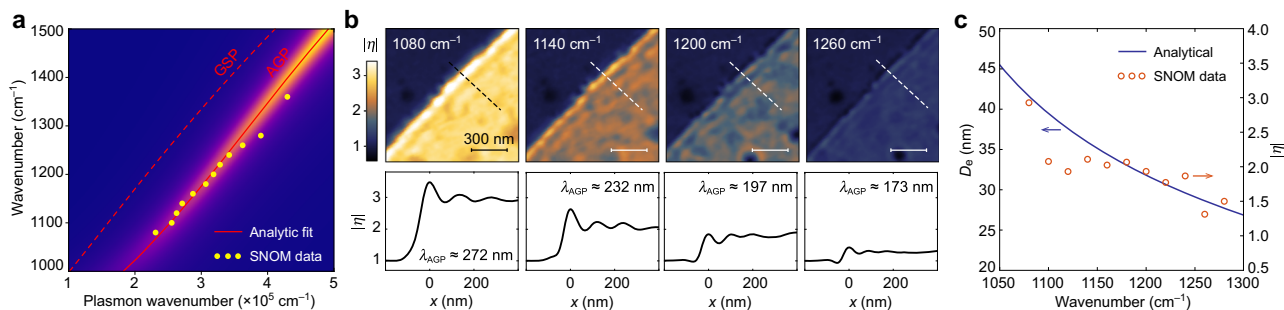 a
Wavenumber (cm⁻¹)
1500
1400
1300
1200
1100
1000
GSP
AGP
Analytic fit
SNOM data
1
2
3
4
5
Plasmon wavenumber (×10⁵ cm⁻¹)
b
|η|
3
2
1
1080 cm⁻¹
300 nm
1140 cm⁻¹
1200 cm⁻¹
1260 cm⁻¹
|η|
3
2
1
λAGP ≈ 272 nm
λAGP ≈ 232 nm
λAGP ≈ 197 nm
λAGP ≈ 173 nm
0 200
0 200
0 200
0 200
x (nm)
x (nm)
x (nm)
x (nm)
c
De (nm)
50
45
40
35
30
25
20
Analytical
SNOM data
4.0
3.5
3.0
2.5
2.0
1.5
1.0
0.5
|η|
1050 1100 1150 1200 1250 1300
Wavenumber (cm⁻¹)